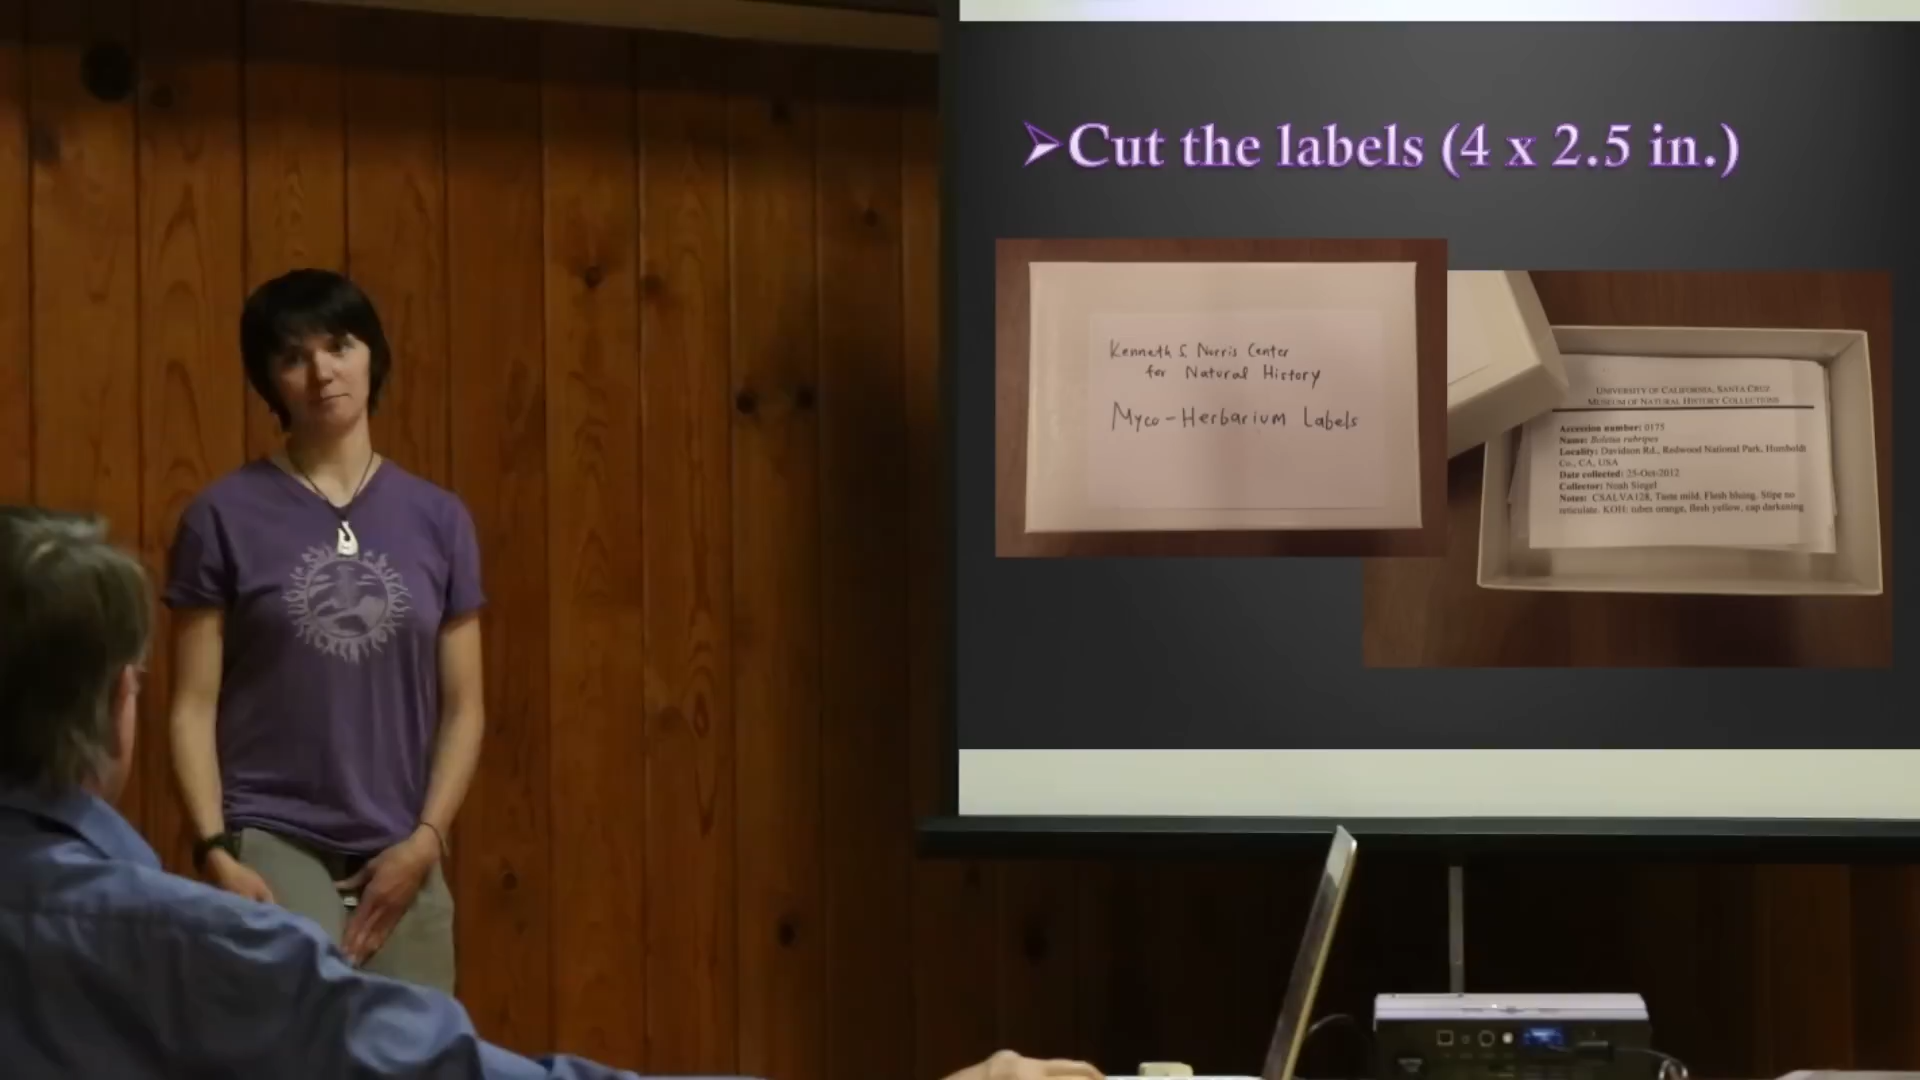 ➢Cut the labels (4 x 2.5 in.)
Kenneth S. Norris Center
for Natural History
Myco-Herbarium Labels
UNIVERSITY OF CALIFORNIA, SANTA CRUZ
MUSEUM OF NATURAL HISTORY COLLECTIONS
Accession number: 0175
Name: Boletus rubripes
Locality: Davidson Rd., Redwood National Park, Humboldt
Co., CA, USA
Date collected: 25-Oct-2012
Collector: Noah Siegel
Notes: CSALVA128, Taste mild. Flesh bluing. Stipe no
reticulate. KOH: tubes orange, flesh yellow, cap darkening